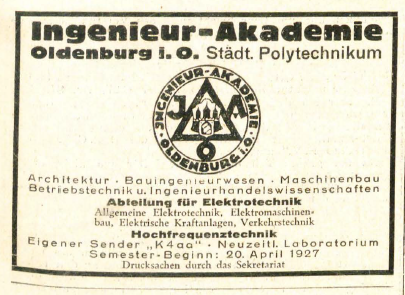 Ingenieur-Akademie
Oldenburg i. O. Städt. Polytechnikum
INGENIEUR-AKADEMIE
OLDENBURG i.O.
J A
O
Architektur · Bauingenieurwesen · Maschinenbau
Betriebstechnik u. Ingenieurhandelswissenschaften
Abteilung für Elektrotechnik
Allgemeine Elektrotechnik, Elektromaschinen-
bau, Elektrische Kraftanlagen, Verkehrstechnik
Hochfrequenztechnik
Eigener Sender „K4aa" · Neuzeitl. Laboratorium
Semester-Beginn: 20. April 1927
Drucksachen durch das Sekretariat